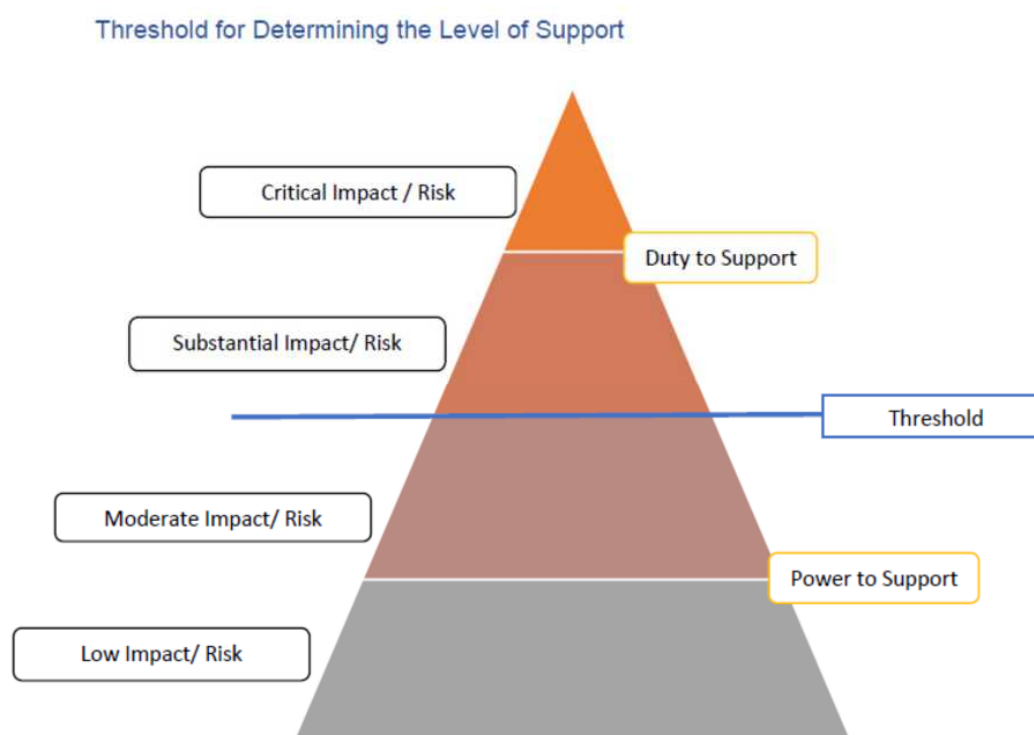 Threshold for Determining the Level of Support
Critical Impact / Risk
Duty to Support
Substantial Impact/ Risk
Threshold
Moderate Impact/ Risk
Power to Support
Low Impact/ Risk